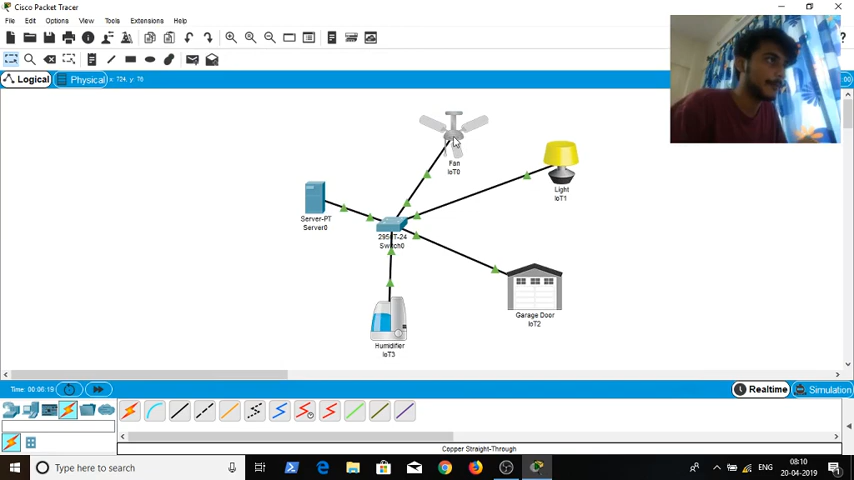 Cisco Packet Tracer
File Edit Options View Tools Extensions Help
Logical
Physical x: 724, y: 76
Fan
IoT0
Light
IoT1
Server-PT
Server0
Switch0
Garage Door
IoT2
Humidifier
IoT3
Time: 00:06:19
Realtime
Simulation
Copper Straight-Through
Type here to search
ENG
08:10
20-04-2019